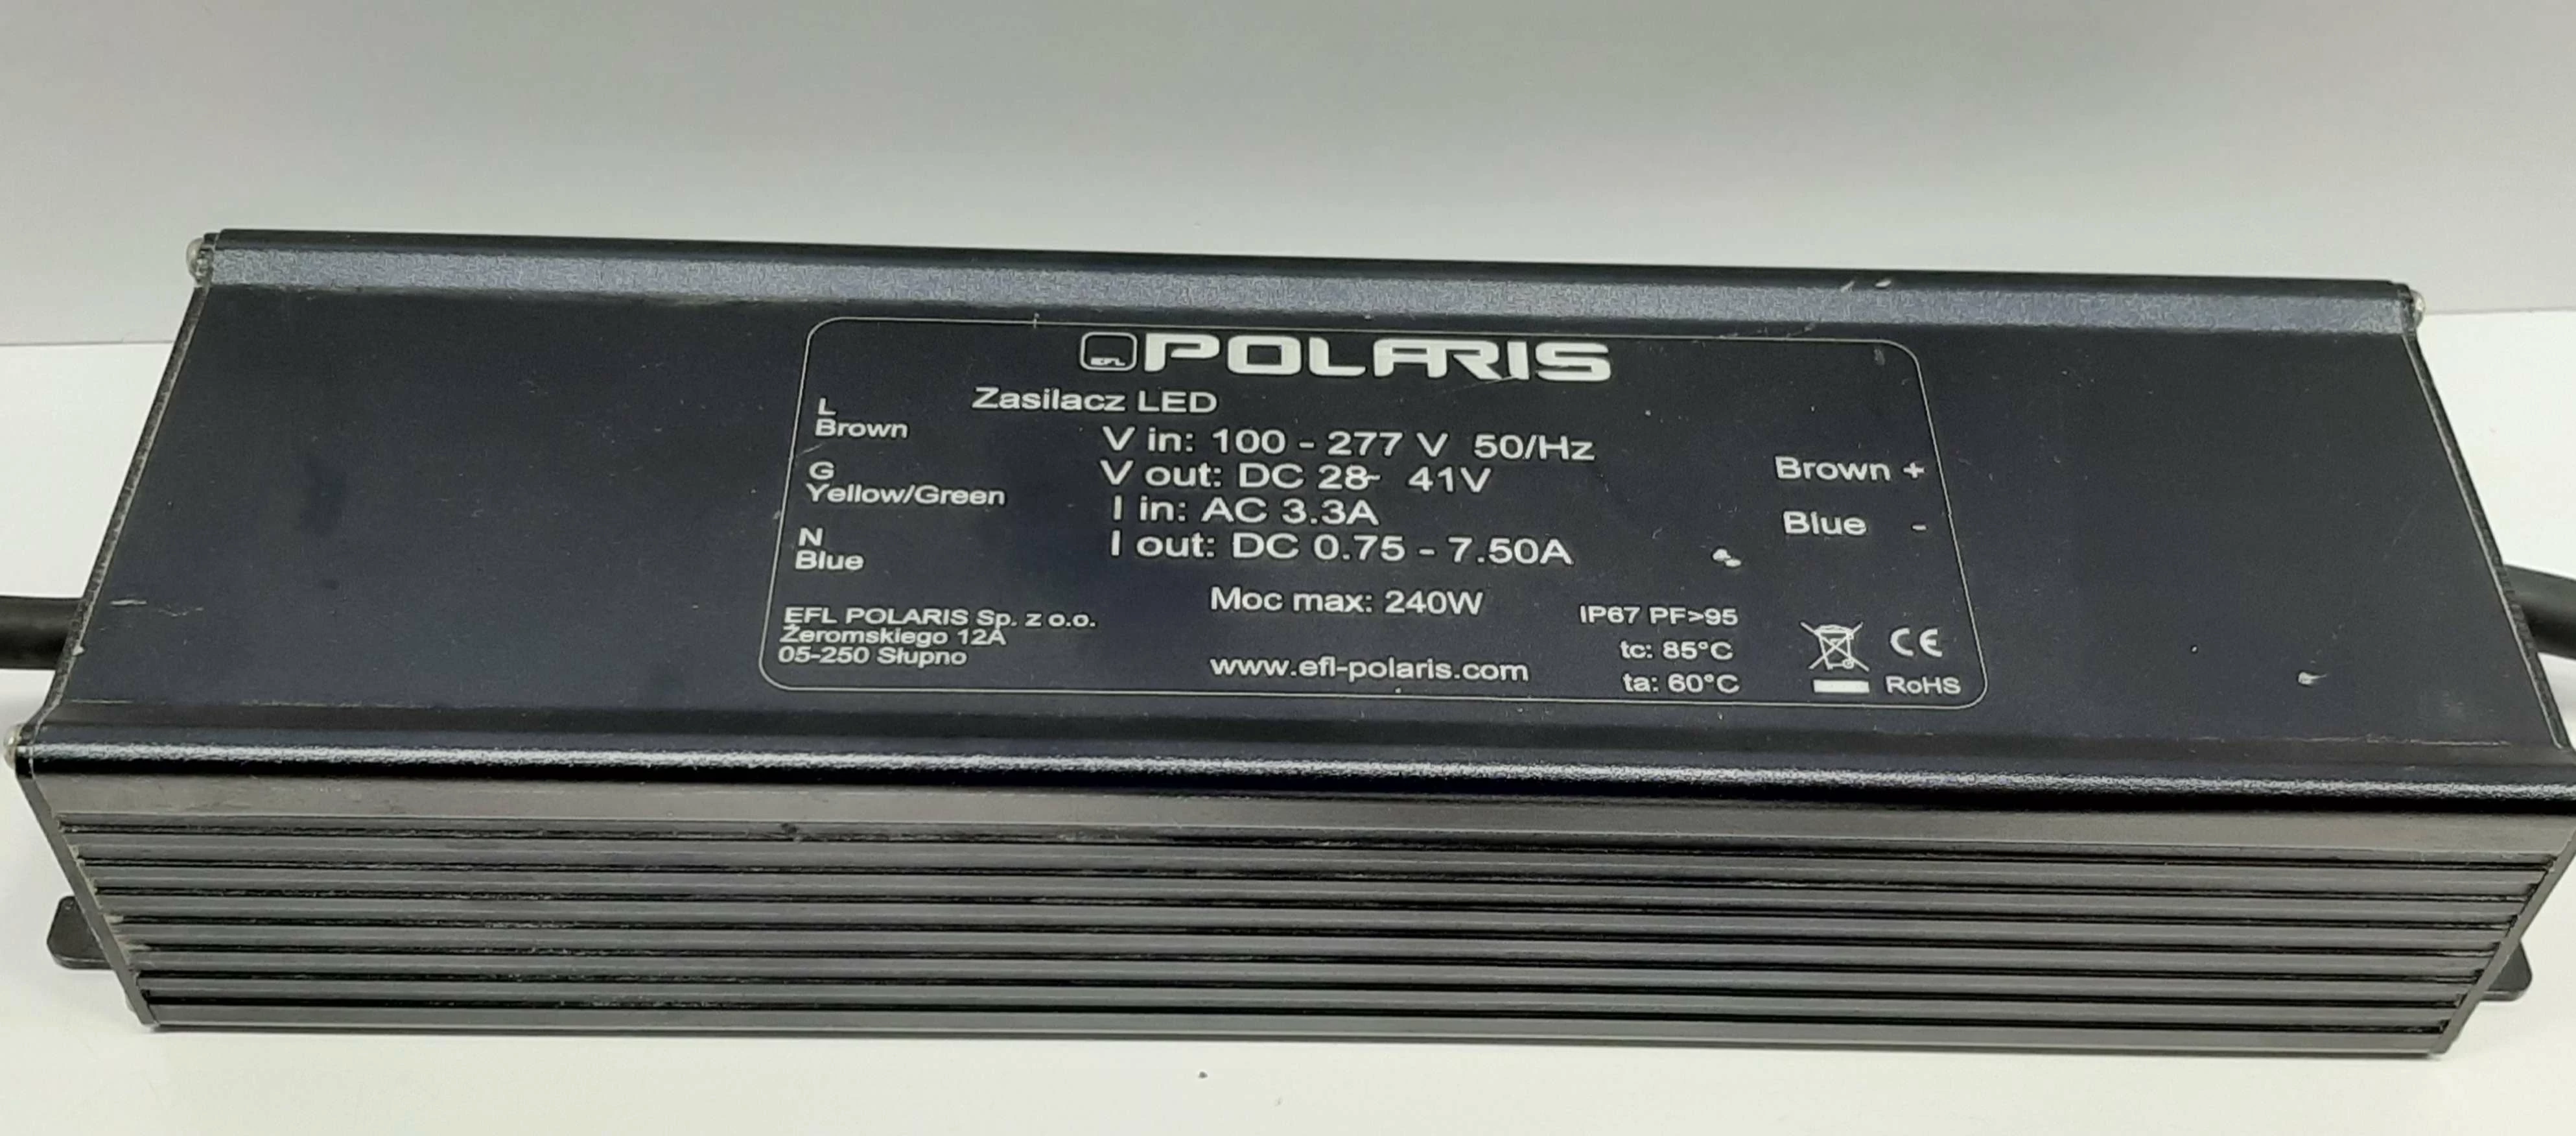 EFL POLARIS
Zasilacz LED
L
Brown
G
Yellow/Green
N
Blue
V in: 100 - 277 V 50/Hz
V out: DC 28- 41V
I in: AC 3.3A
I out: DC 0.75 - 7.50A
Moc max: 240W
Brown +
Blue -
EFL POLARIS Sp. z o.o.
Żeromskiego 12A
05-250 Słupno
www.efl-polaris.com
IP67 PF>95
tc: 85°C
ta: 60°C
CE
RoHS